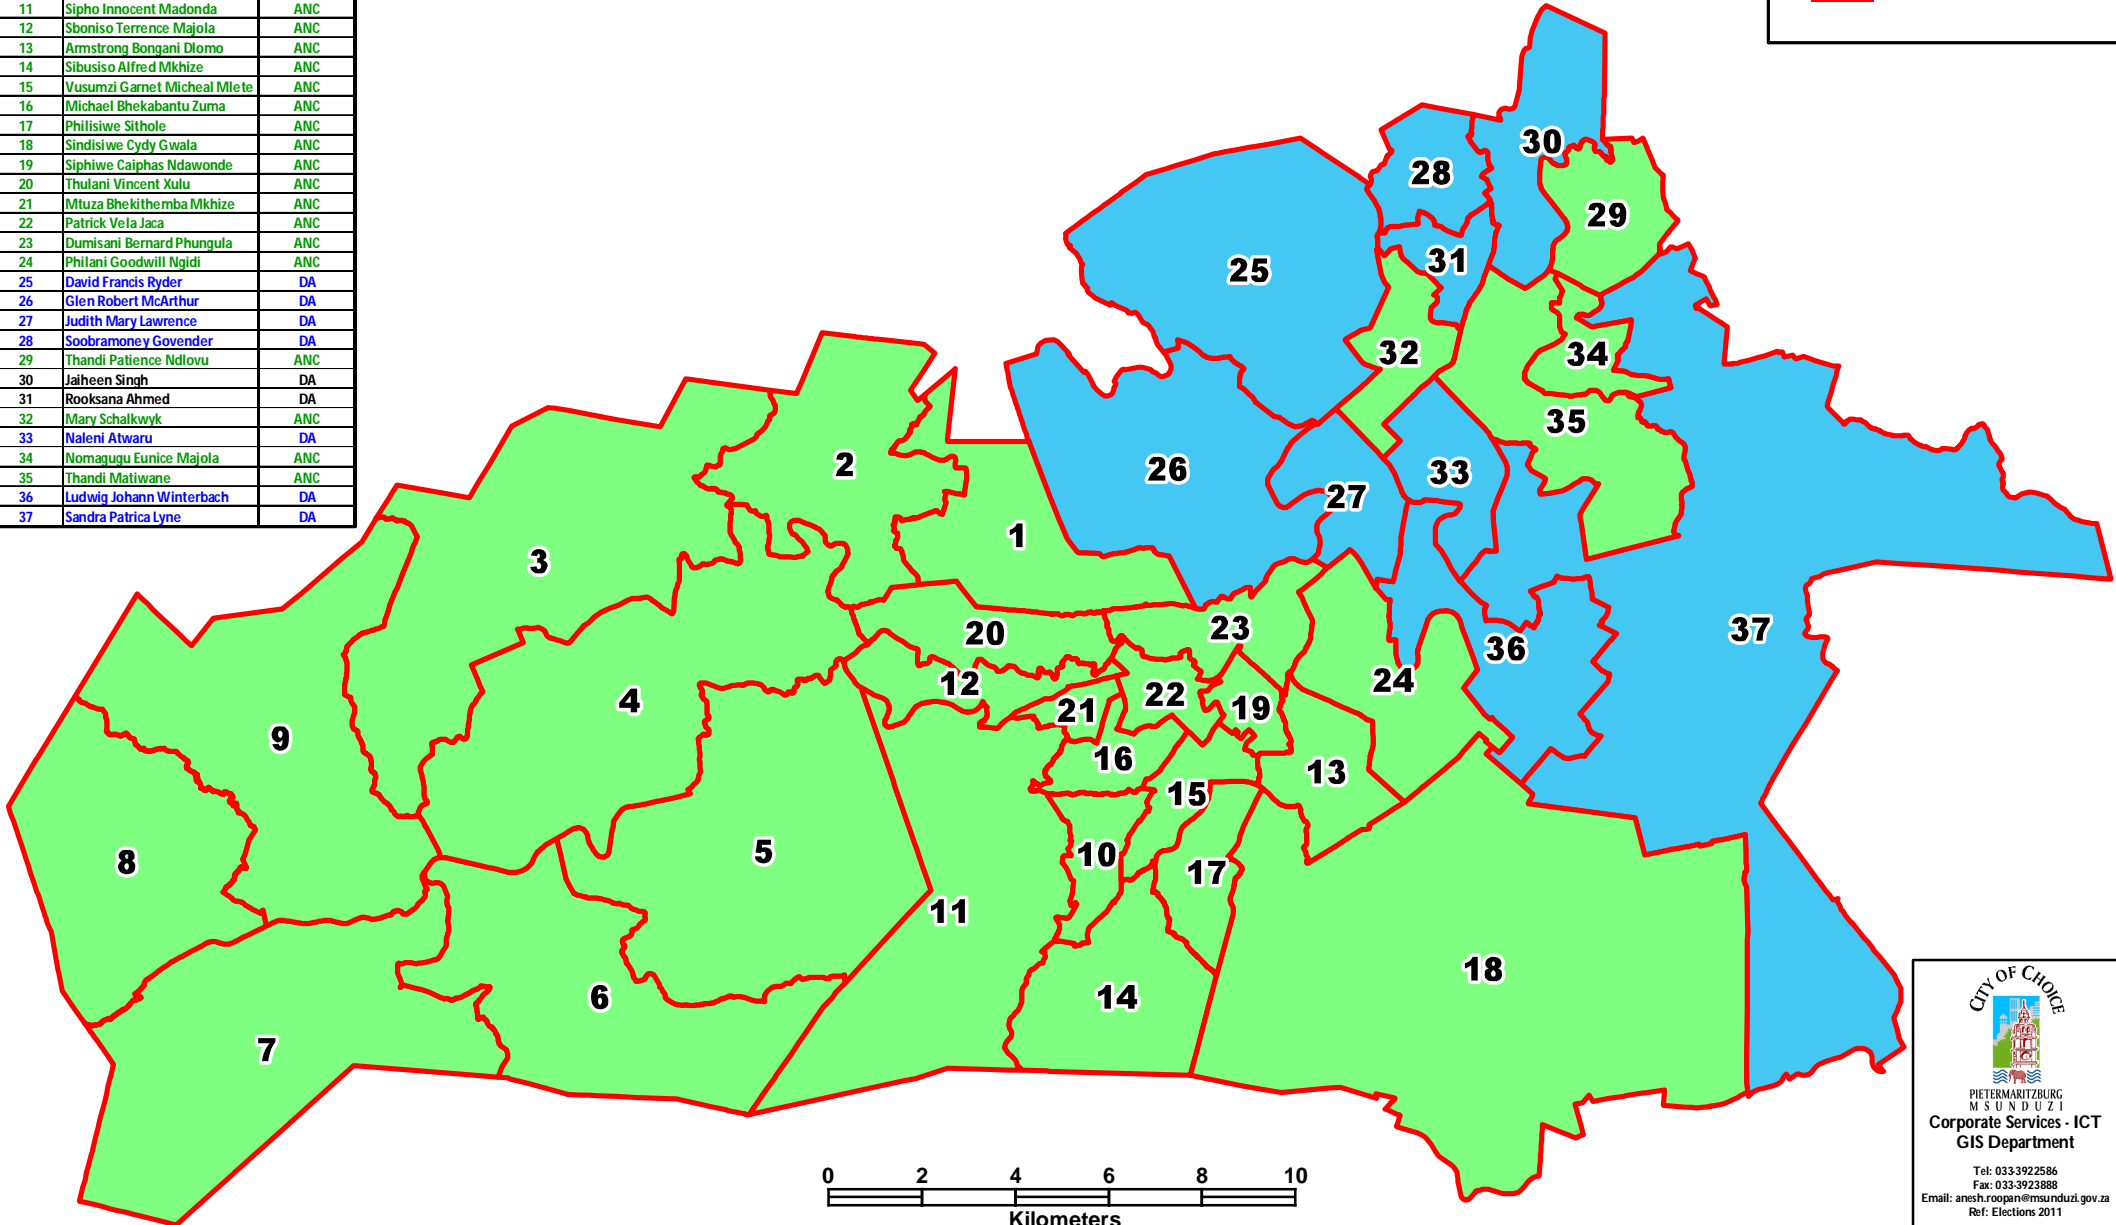 11 Sipho Innocent Madonda ANC
12 Sboniso Terrence Majola ANC
13 Armstrong Bongani Dlomo ANC
14 Sibusiso Alfred Mkhize ANC
15 Vusumzi Garnet Micheal Mlete ANC
16 Michael Bhekabantu Zuma ANC
17 Philisiwe Sithole ANC
18 Sindisiwe Cydy Gwala ANC
19 Siphiwe Caiphas Ndawonde ANC
20 Thulani Vincent Xulu ANC
21 Mtuza Bhekithemba Mkhize ANC
22 Patrick Vela Jaca ANC
23 Dumisani Bernard Phungula ANC
24 Philani Goodwill Ngidi ANC
25 David Francis Ryder DA
26 Glen Robert McArthur DA
27 Judith Mary Lawrence DA
28 Soobramoney Govender DA
29 Thandi Patience Ndlovu ANC
30 Jaiheen Singh DA
31 Rooksana Ahmed DA
32 Mary Schalkwyk ANC
33 Naleni Atwaru DA
34 Nomagugu Eunice Majola ANC
35 Thandi Matiwane ANC
36 Ludwig Johann Winterbach DA
37 Sandra Patrica Lyne DA
30
28
29
31
25
32
34
35
2
26
33
27
1
3
20
23
37
36
12
24
4
22
21
19
9
16
13
15
5
10
8
17
11
18
14
6
7
0 2 4 6 8 10
Kilometers
CITY OF CHOICE
PIETERMARITZBURG
MSUNDUZI
Corporate Services - ICT
GIS Department
Tel: 033-3922586
Fax: 033-3923888
Email: anesh.roopan@msunduzi.gov.za
Ref: Elections 2011